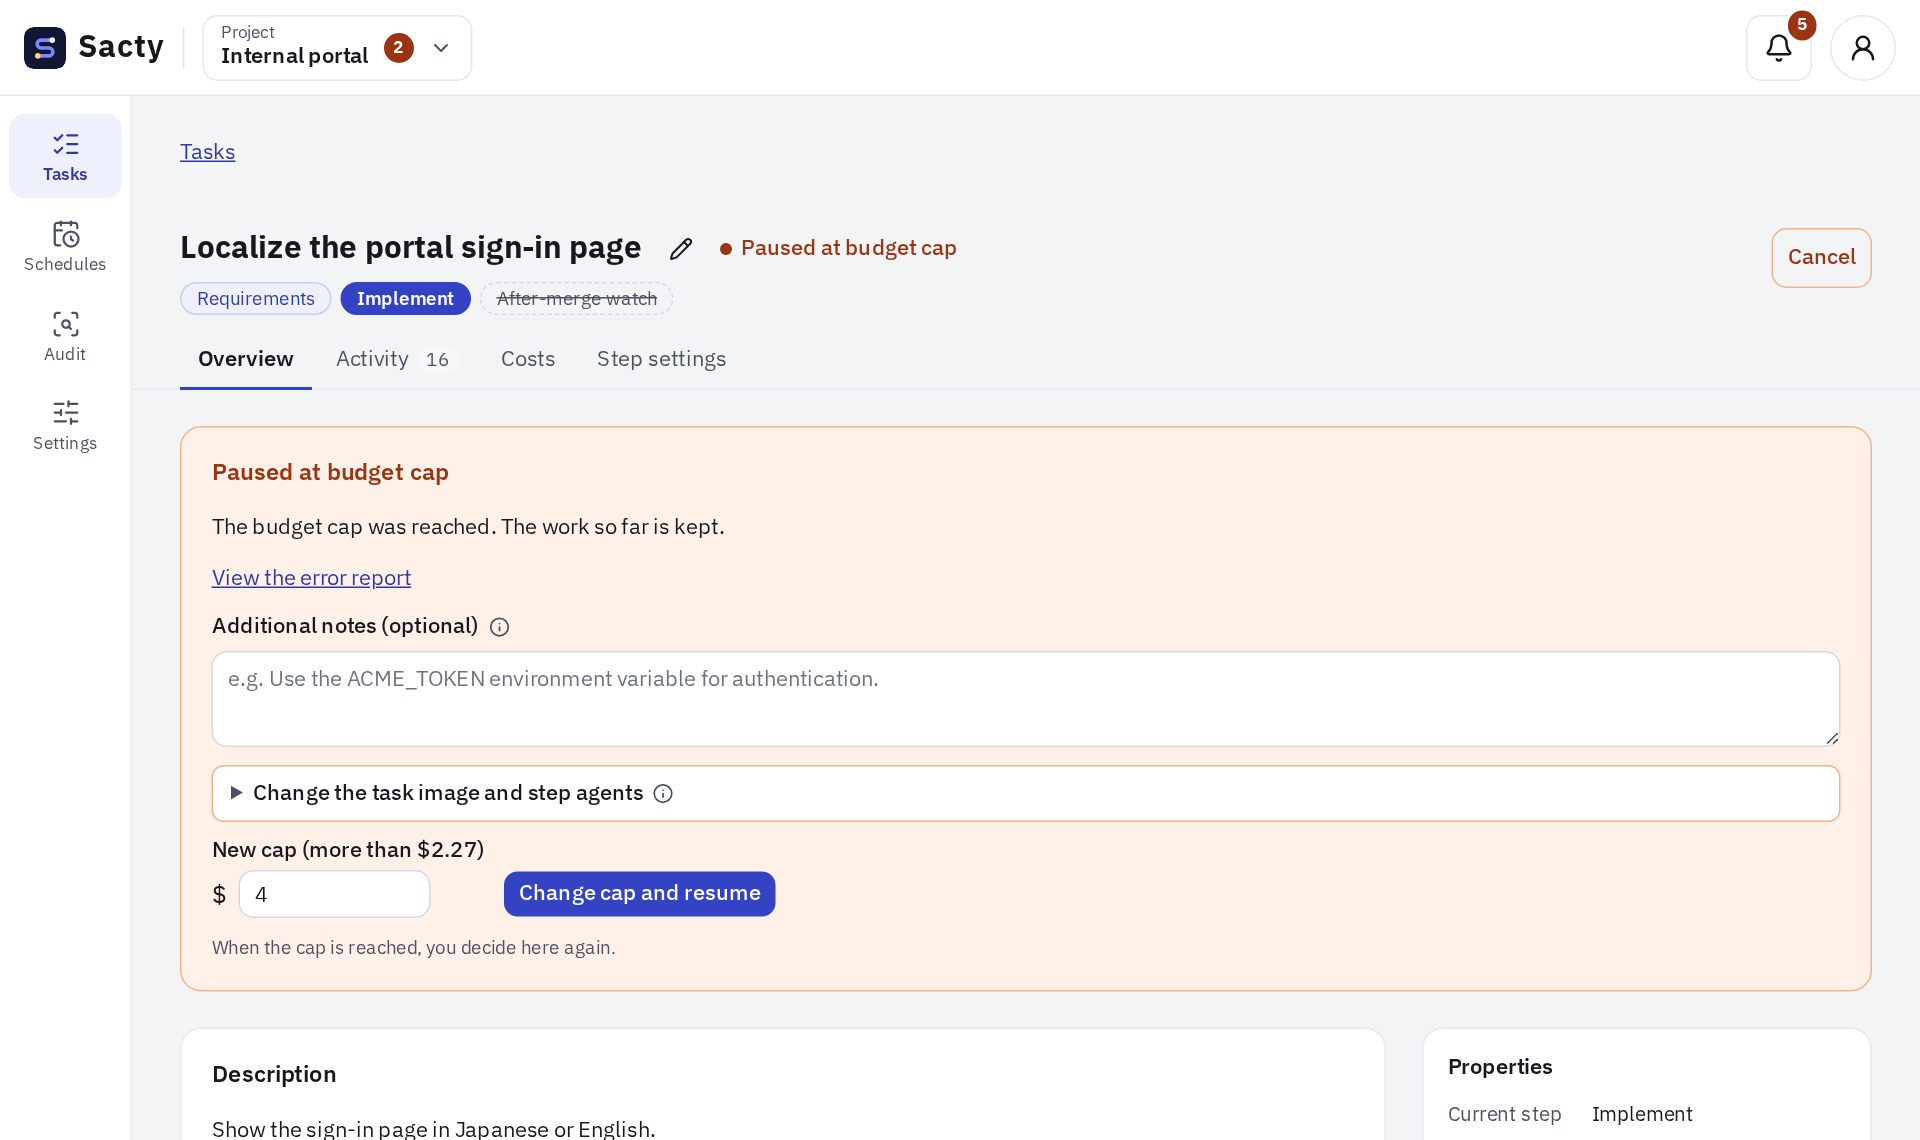 Sacty
Project
Internal portal
2
5
Tasks
Schedules
Audit
Settings
Tasks
Localize the portal sign-in page
Paused at budget cap
Cancel
Requirements
Implement
After-merge watch
Overview
Activity 16
Costs
Step settings
Paused at budget cap
The budget cap was reached. The work so far is kept.
View the error report
Additional notes (optional)
e.g. Use the ACME_TOKEN environment variable for authentication.
Change the task image and step agents
New cap (more than $2.27)
$ 4
Change cap and resume
When the cap is reached, you decide here again.
Description
Show the sign-in page in Japanese or English.
Properties
Current step Implement